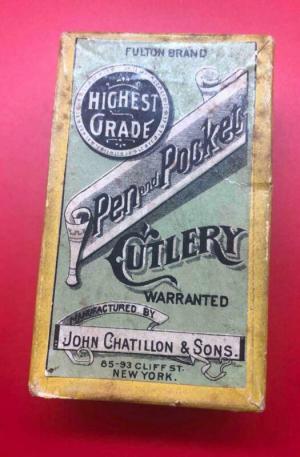 FULTON BRAND
HIGHEST
GRADE
Pen and Pocket
CUTLERY
WARRANTED
MANUFACTURED BY
JOHN CHATILLON & SONS.
85-93 CLIFF ST.
NEW YORK.